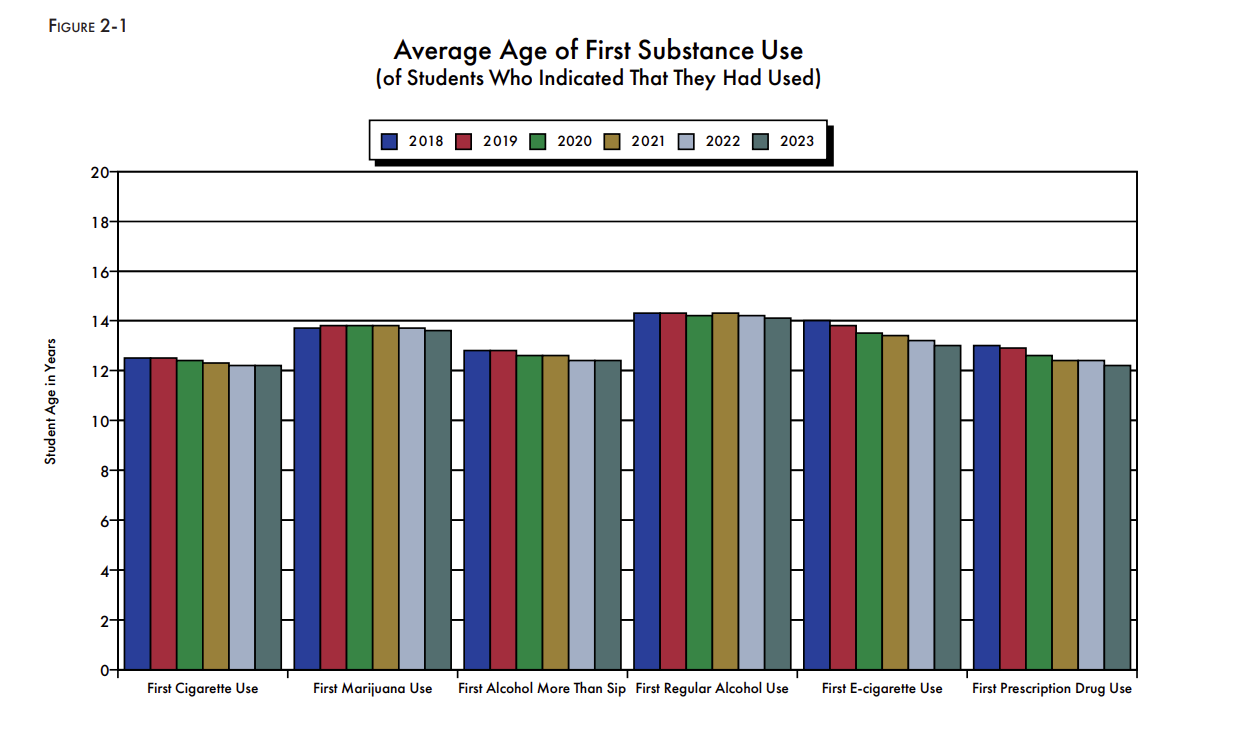 FIGURE 2-1
Average Age of First Substance Use
(of Students Who Indicated That They Had Used)
2018 2019 2020 2021 2022 2023
20
18
16
14
12
10
8
6
4
2
0
Student Age in Years
First Cigarette Use First Marijuana Use First Alcohol More Than Sip First Regular Alcohol Use First E-cigarette Use First Prescription Drug Use